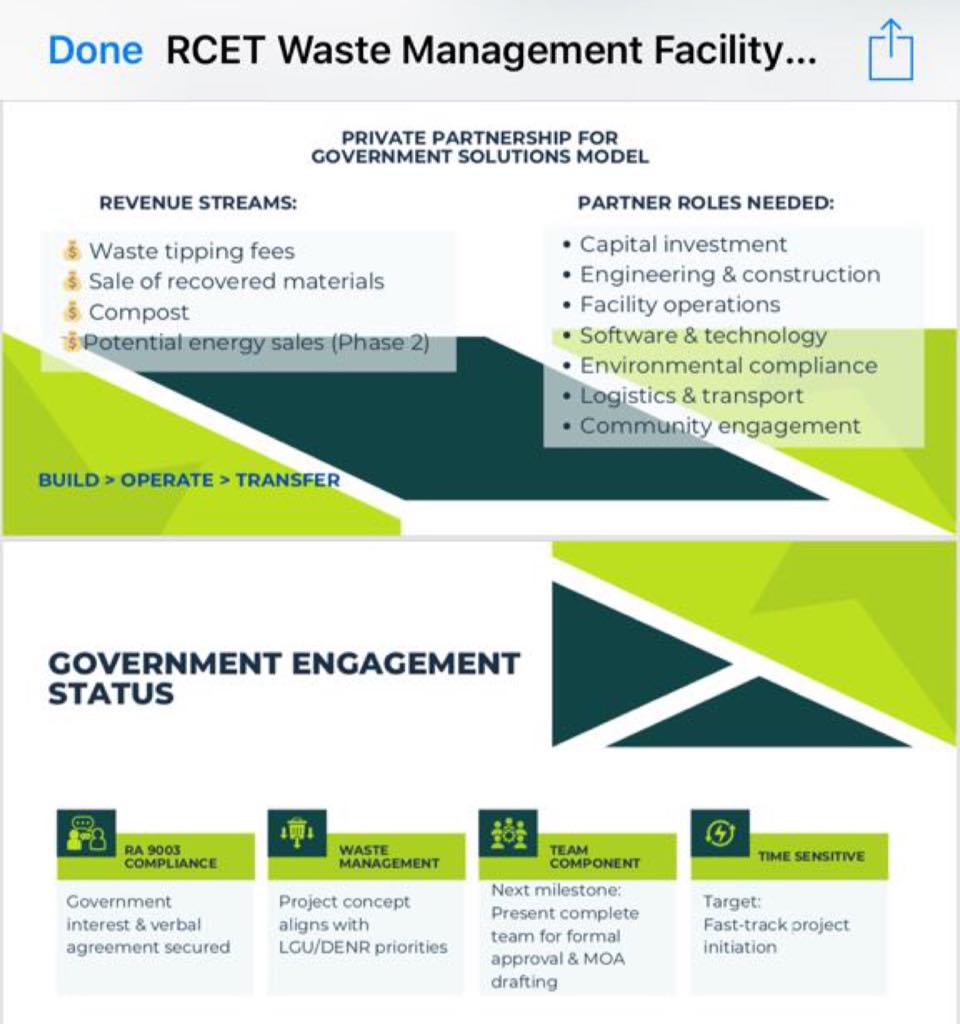 Done RCET Waste Management Facility...
PRIVATE PARTNERSHIP FOR
GOVERNMENT SOLUTIONS MODEL
REVENUE STREAMS:
Waste tipping fees
Sale of recovered materials
Compost
Potential energy sales (Phase 2)
BUILD > OPERATE > TRANSFER
PARTNER ROLES NEEDED:
• Capital investment
• Engineering & construction
• Facility operations
• Software & technology
• Environmental compliance
• Logistics & transport
• Community engagement
GOVERNMENT ENGAGEMENT
STATUS
RA 9003
COMPLIANCE
Government
interest & verbal
agreement secured
WASTE
MANAGEMENT
Project concept
aligns with
LGU/DENR priorities
TEAM
COMPONENT
Next milestone:
Present complete
team for formal
approval & MOA
drafting
TIME SENSITIVE
Target:
Fast-track project
initiation